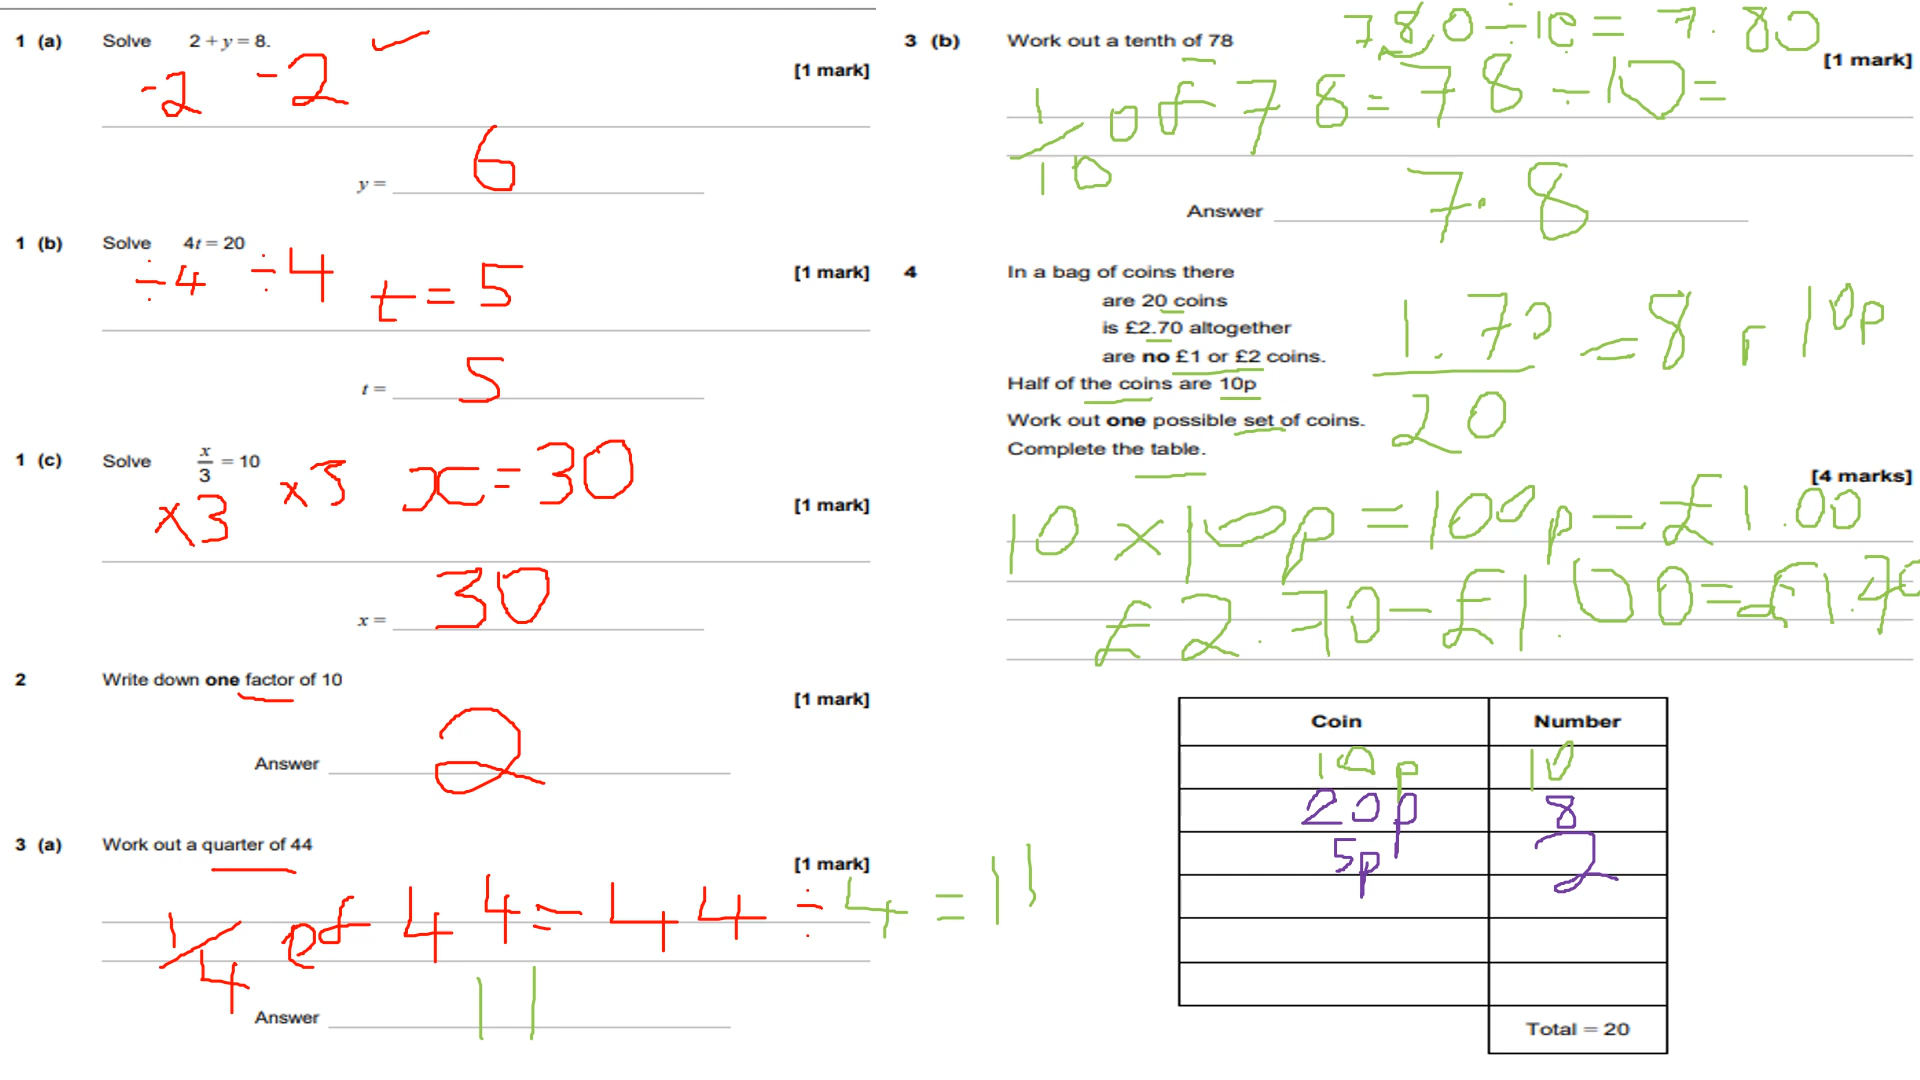 1 (a) Solve 2 + y = 8. ✓
[1 mark]
-2 -2
y = 6
1 (b) Solve 4t = 20
[1 mark]
÷4 ÷4 t = 5
t = 5
1 (c) Solve x/3 = 10
×3 ×3 x = 30
[1 mark]
x = 30
2 Write down one factor of 10
[1 mark]
Answer 2
3 (a) Work out a quarter of 44
[1 mark]
1/4 of 44 = 44 ÷ 4 = 11
Answer 11
3 (b) Work out a tenth of 78
780 ÷ 10 = 7.80
[1 mark]
1/10 of 78 = 78 ÷ 10 =
Answer 7.8
4 In a bag of coins there
are 20 coins
is £2.70 altogether
are no £1 or £2 coins.
Half of the coins are 10p
1.70/20 = 8 r 10p
Work out one possible set of coins.
Complete the table.
[4 marks]
10 × 10p = 100p = £1.00
£2.70 - £1.00 = £1.70
Coin Number
10p 10
20p 8
5p 2
Total = 20